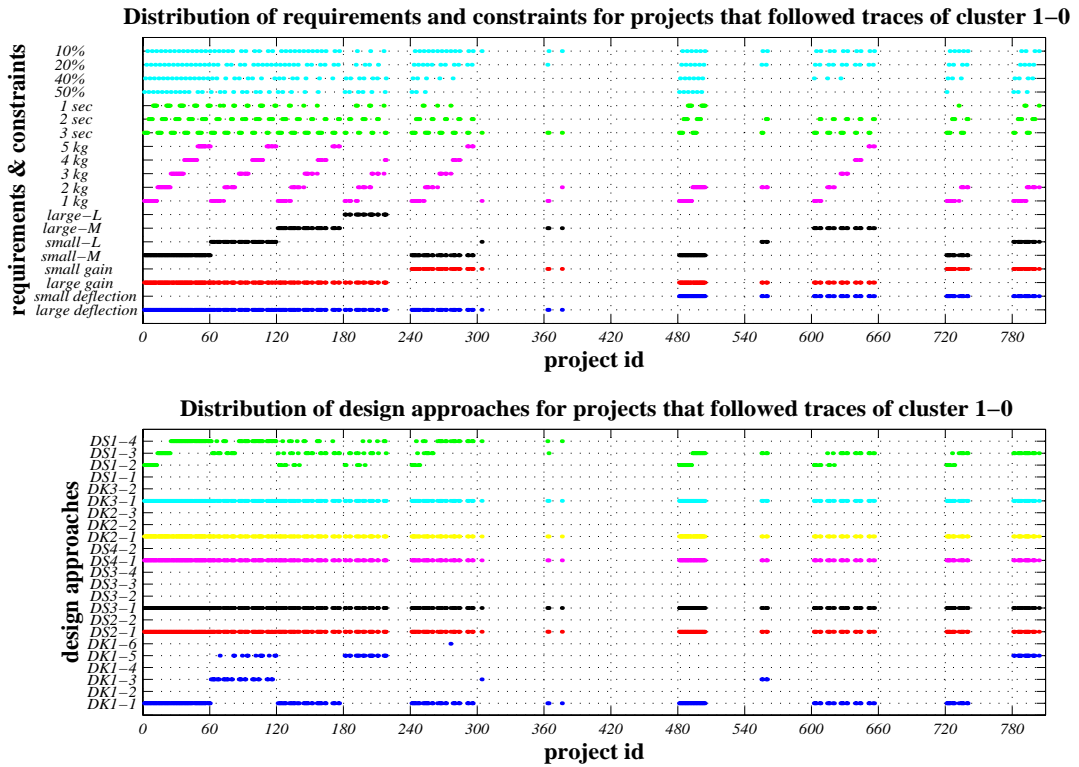 Distribution of requirements and constraints for projects that followed traces of cluster 1−0
requirements & constraints
10%
20%
40%
50%
1 sec
2 sec
3 sec
5 kg
4 kg
3 kg
2 kg
1 kg
large−L
large−M
small−L
small−M
small gain
large gain
small deflection
large deflection
0 60 120 180 240 300 360 420 480 540 600 660 720 780
project id
Distribution of design approaches for projects that followed traces of cluster 1−0
design approaches
DS1−4
DS1−3
DS1−2
DS1−1
DK3−2
DK3−1
DK2−3
DK2−2
DK2−1
DS4−2
DS4−1
DS3−4
DS3−3
DS3−2
DS3−1
DS2−2
DS2−1
DK1−6
DK1−5
DK1−4
DK1−3
DK1−2
DK1−1
0 60 120 180 240 300 360 420 480 540 600 660 720 780
project id